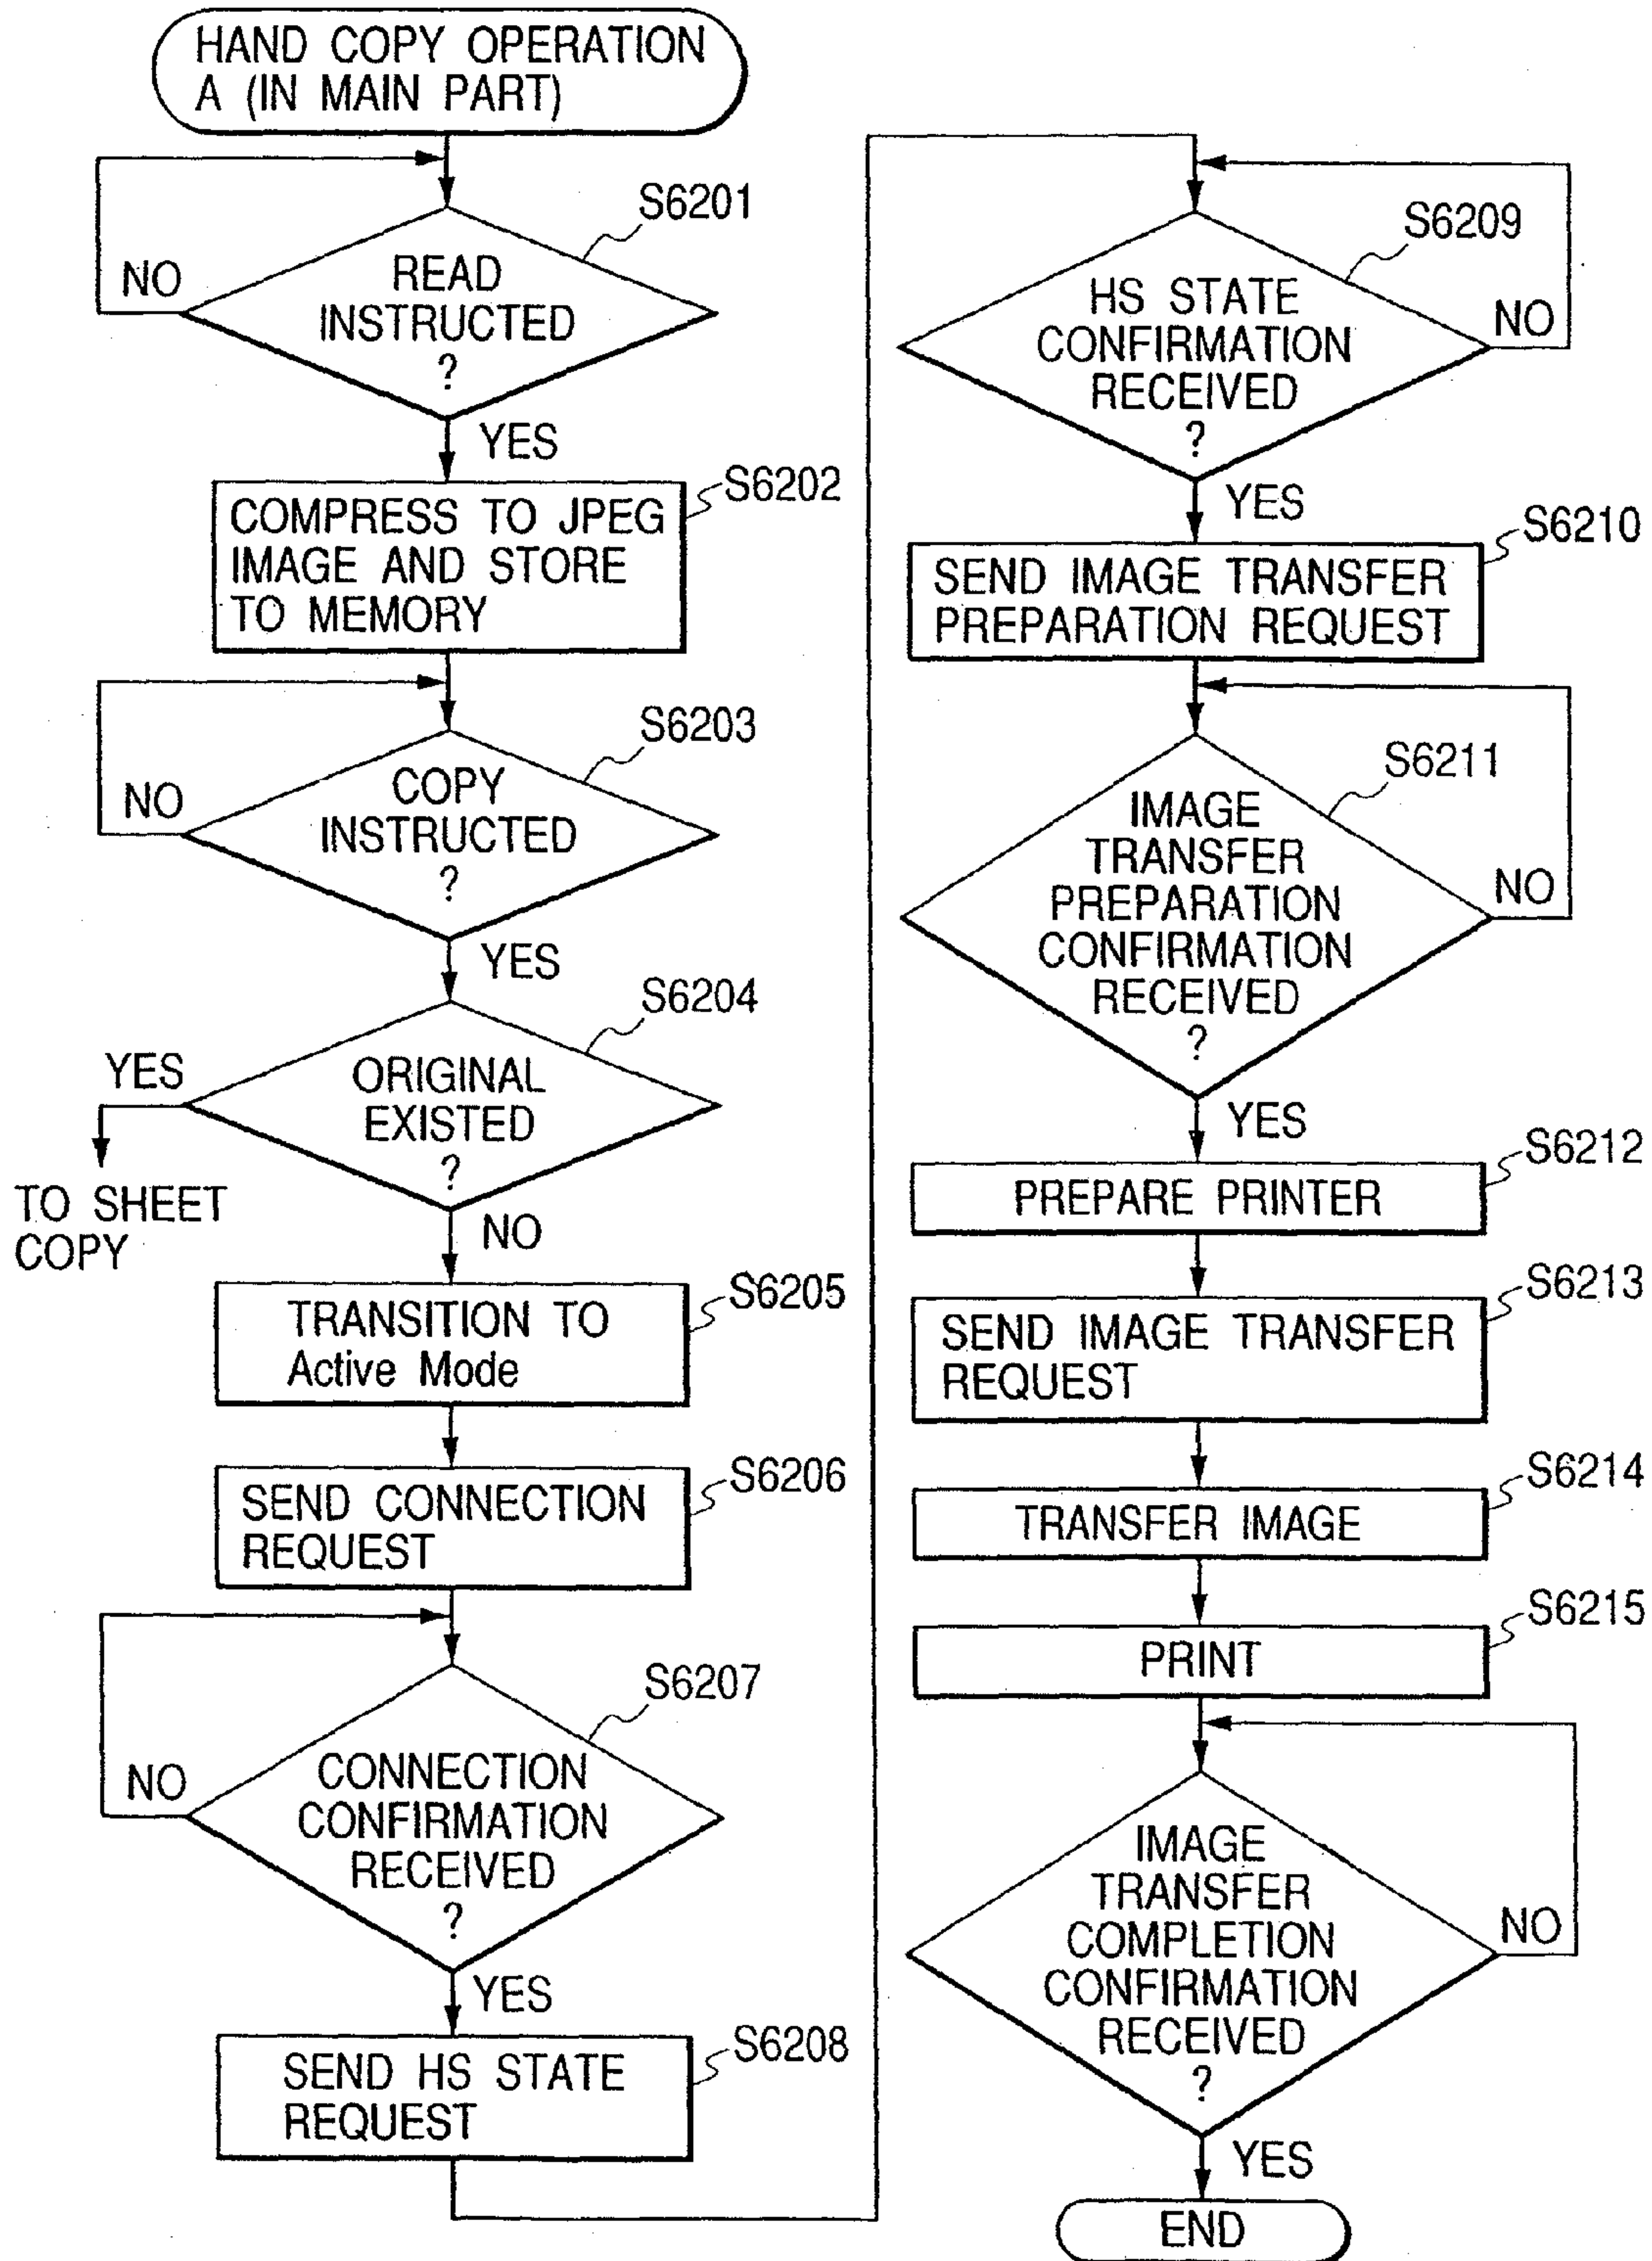 HAND COPY OPERATION
A (IN MAIN PART)
S6201
NO
READ
INSTRUCTED
?
YES
S6202
COMPRESS TO JPEG
IMAGE AND STORE
TO MEMORY
S6203
NO
COPY
INSTRUCTED
?
YES
S6204
YES
ORIGINAL
EXISTED
?
TO SHEET
COPY
NO
S6205
TRANSITION TO
Active Mode
S6206
SEND CONNECTION
REQUEST
S6207
NO
CONNECTION
CONFIRMATION
RECEIVED
?
YES
S6208
SEND HS STATE
REQUEST
S6209
HS STATE
CONFIRMATION
RECEIVED
?
NO
YES
S6210
SEND IMAGE TRANSFER
PREPARATION REQUEST
S6211
IMAGE
TRANSFER
PREPARATION
CONFIRMATION
RECEIVED
?
NO
YES
S6212
PREPARE PRINTER
S6213
SEND IMAGE TRANSFER
REQUEST
S6214
TRANSFER IMAGE
S6215
PRINT
IMAGE
TRANSFER
COMPLETION
CONFIRMATION
RECEIVED
?
NO
YES
END